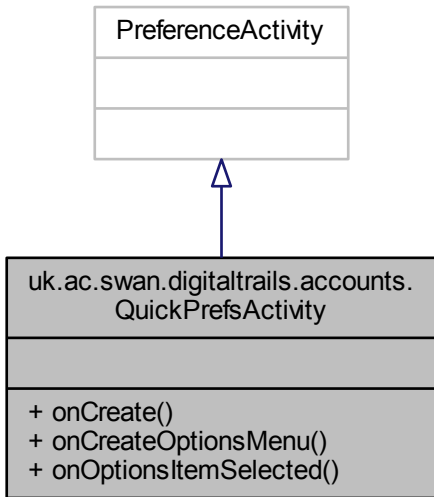 PreferenceActivity
uk.ac.swan.digitaltrails.accounts.
QuickPrefsActivity
+ onCreate()
+ onCreateOptionsMenu()
+ onOptionsItemSelected()